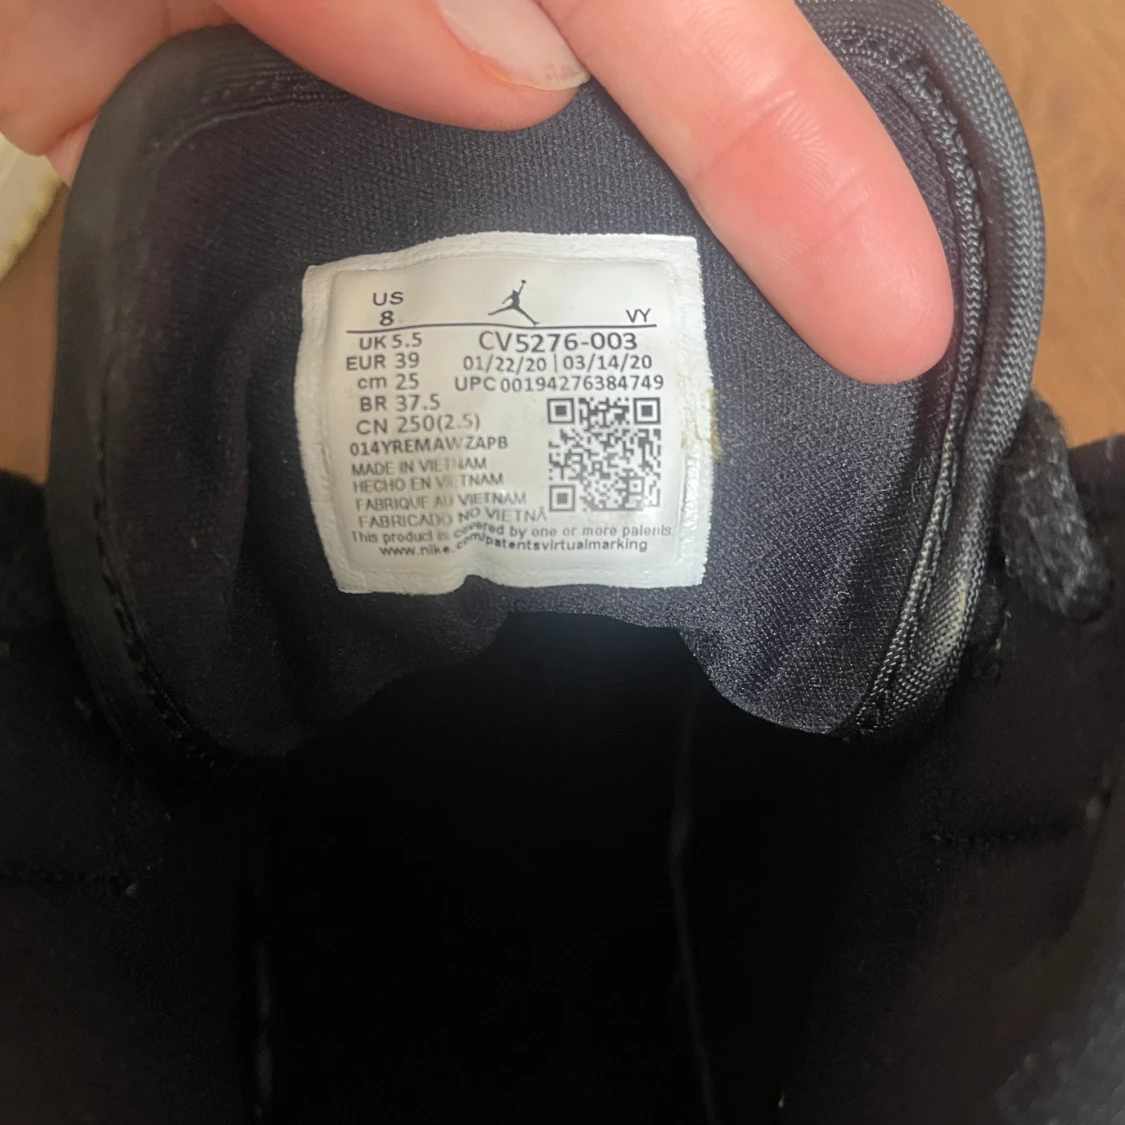 US
8
VY
UK 5.5 CV5276-003
EUR 39 01/22/20 | 03/14/20
cm 25 UPC 00194276384749
BR 37.5
CN 250(2.5)
014YREMAWZAPB
MADE IN VIETNAM
HECHO EN VIETNAM
FABRIQUE AU VIETNAM
FABRICADO NO VIETNÃ
This product is covered by one or more patents.
www.nike.com/patentsvirtualmarking